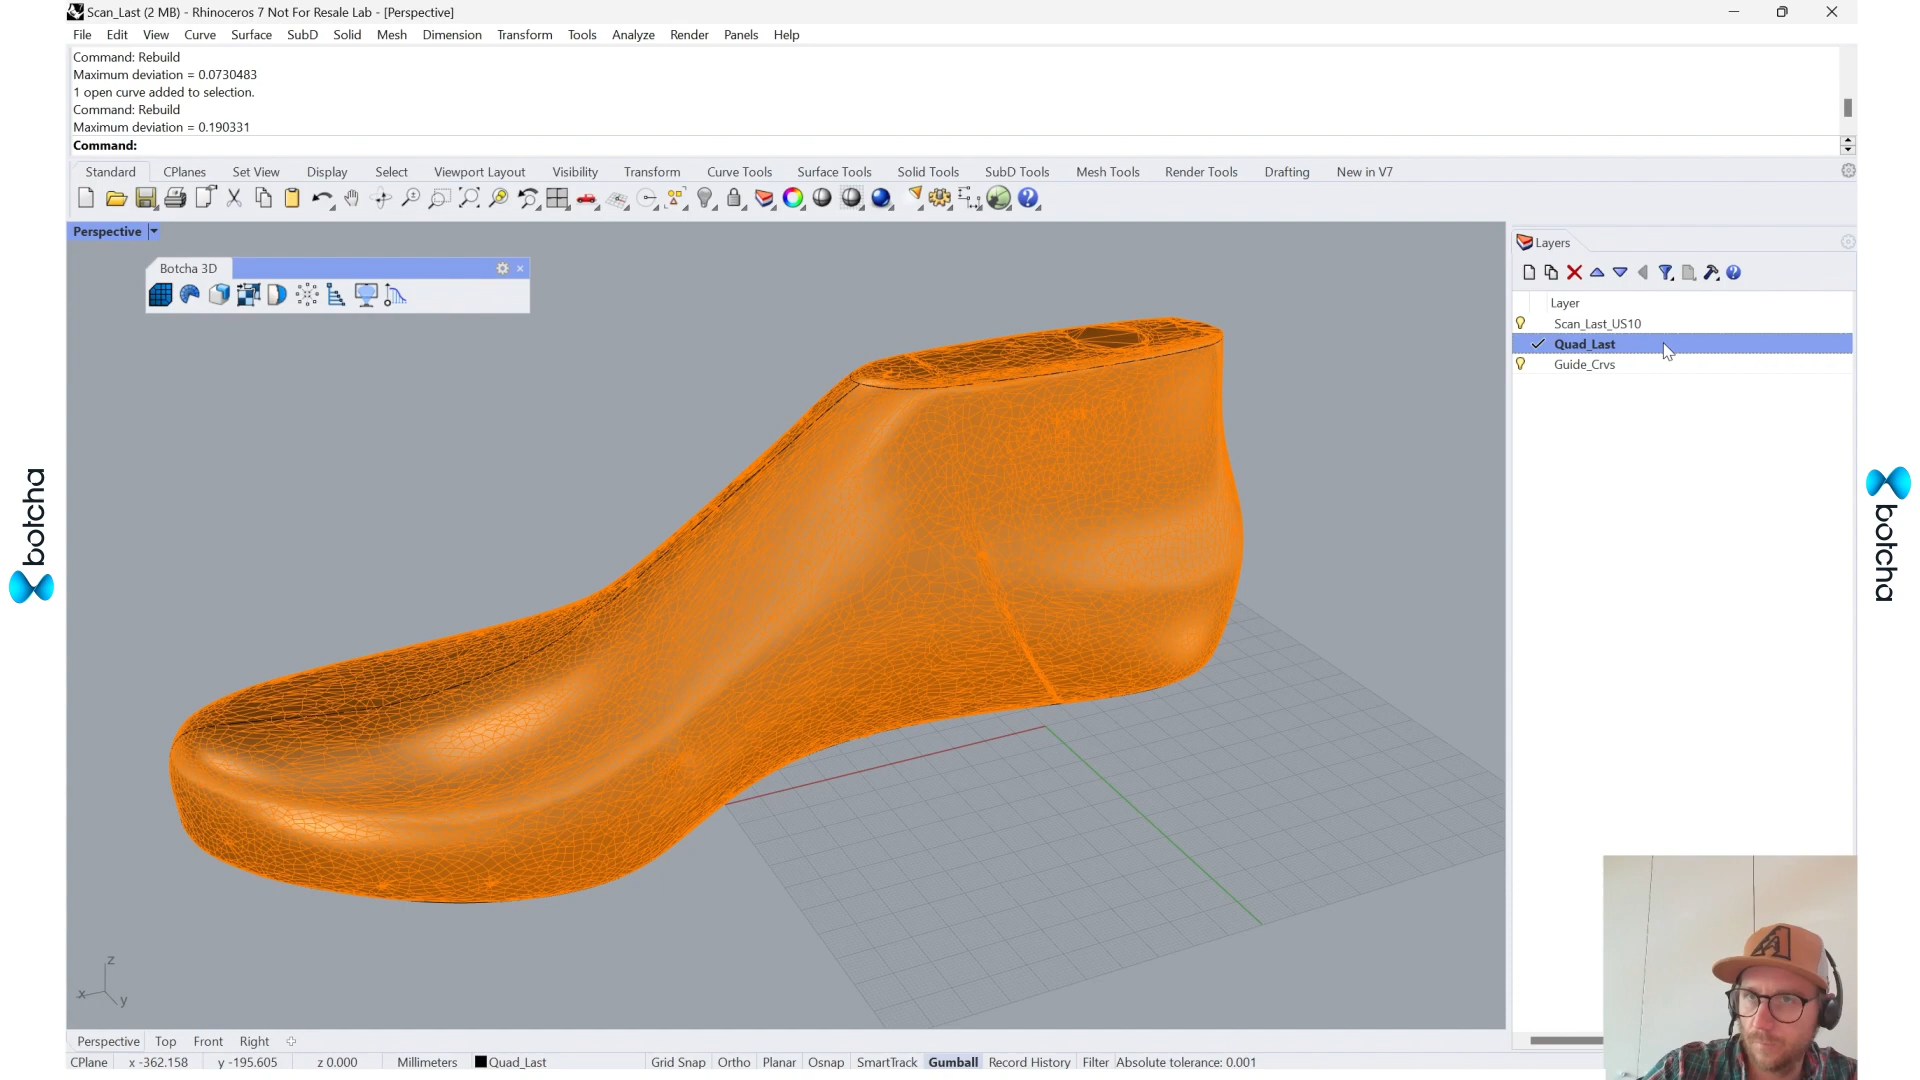 Scan_Last (2 MB) - Rhinoceros 7 Not For Resale Lab - [Perspective]
File Edit View Curve Surface SubD Solid Mesh Dimension Transform Tools Analyze Render Panels Help
Command: Rebuild
Maximum deviation = 0.0730483
1 open curve added to selection.
Command: Rebuild
Maximum deviation = 0.190331
Command:
Standard CPlanes Set View Display Select Viewport Layout Visibility Transform Curve Tools Surface Tools Solid Tools SubD Tools Mesh Tools Render Tools Drafting New in V7
Perspective
Botcha 3D
Layers
Layer
Scan_Last_US10
Quad_Last
Guide_Crvs
botcha
botcha
z
x
y
A
Perspective Top Front Right
CPlane x -362.158 y -195.605 z 0.000 Millimeters Quad_Last Grid Snap Ortho Planar Osnap SmartTrack Gumball Record History Filter Absolute tolerance: 0.001